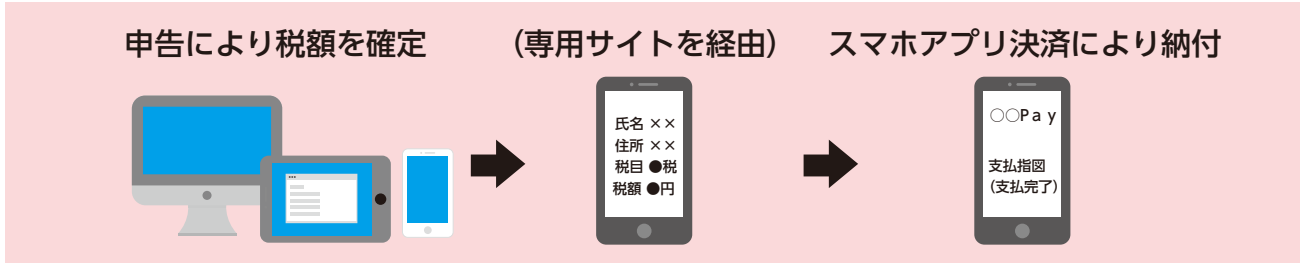 申告により税額を確定
(専用サイトを経由)
スマホアプリ決済により納付
氏名 ××
住所 ××
税目 ●税
税額 ●円
○○Pay
支払指図
(支払完了)